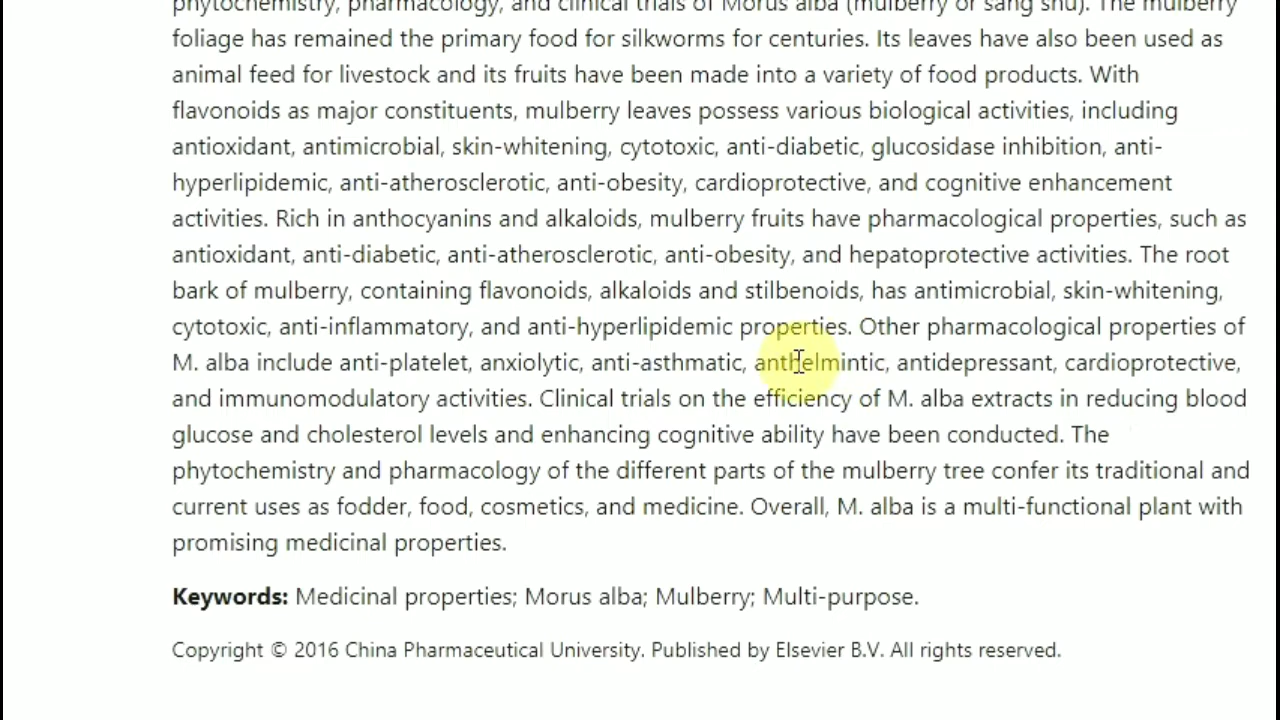 phytochemistry, pharmacology, and clinical trials of Morus alba (mulberry or sang shu). The mulberry
foliage has remained the primary food for silkworms for centuries. Its leaves have also been used as
animal feed for livestock and its fruits have been made into a variety of food products. With
flavonoids as major constituents, mulberry leaves possess various biological activities, including
antioxidant, antimicrobial, skin-whitening, cytotoxic, anti-diabetic, glucosidase inhibition, anti-
hyperlipidemic, anti-atherosclerotic, anti-obesity, cardioprotective, and cognitive enhancement
activities. Rich in anthocyanins and alkaloids, mulberry fruits have pharmacological properties, such as
antioxidant, anti-diabetic, anti-atherosclerotic, anti-obesity, and hepatoprotective activities. The root
bark of mulberry, containing flavonoids, alkaloids and stilbenoids, has antimicrobial, skin-whitening,
cytotoxic, anti-inflammatory, and anti-hyperlipidemic properties. Other pharmacological properties of
M. alba include anti-platelet, anxiolytic, anti-asthmatic, anthelmintic, antidepressant, cardioprotective,
and immunomodulatory activities. Clinical trials on the efficiency of M. alba extracts in reducing blood
glucose and cholesterol levels and enhancing cognitive ability have been conducted. The
phytochemistry and pharmacology of the different parts of the mulberry tree confer its traditional and
current uses as fodder, food, cosmetics, and medicine. Overall, M. alba is a multi-functional plant with
promising medicinal properties.
Keywords: Medicinal properties; Morus alba; Mulberry; Multi-purpose.
Copyright © 2016 China Pharmaceutical University. Published by Elsevier B.V. All rights reserved.